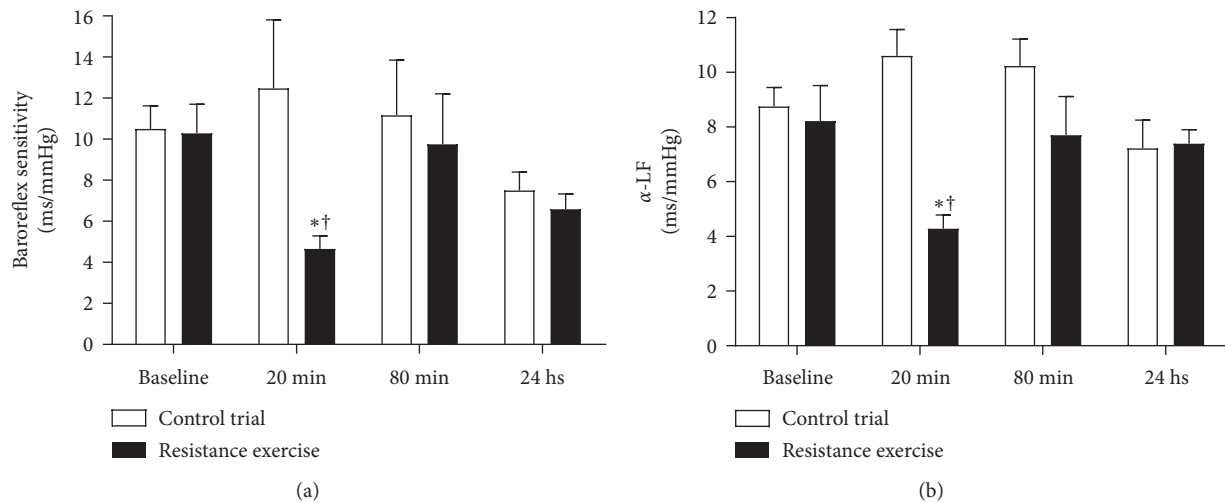 16
14
12
10
8
6
4
2
0
Baroreflex sensitivity
(ms/mmHg)
*†
Baseline
20 min
80 min
24 hs
Control trial
Resistance exercise
(a)
12
10
8
6
4
2
0
α-LF
(ms/mmHg)
*†
Baseline
20 min
80 min
24 hs
Control trial
Resistance exercise
(b)